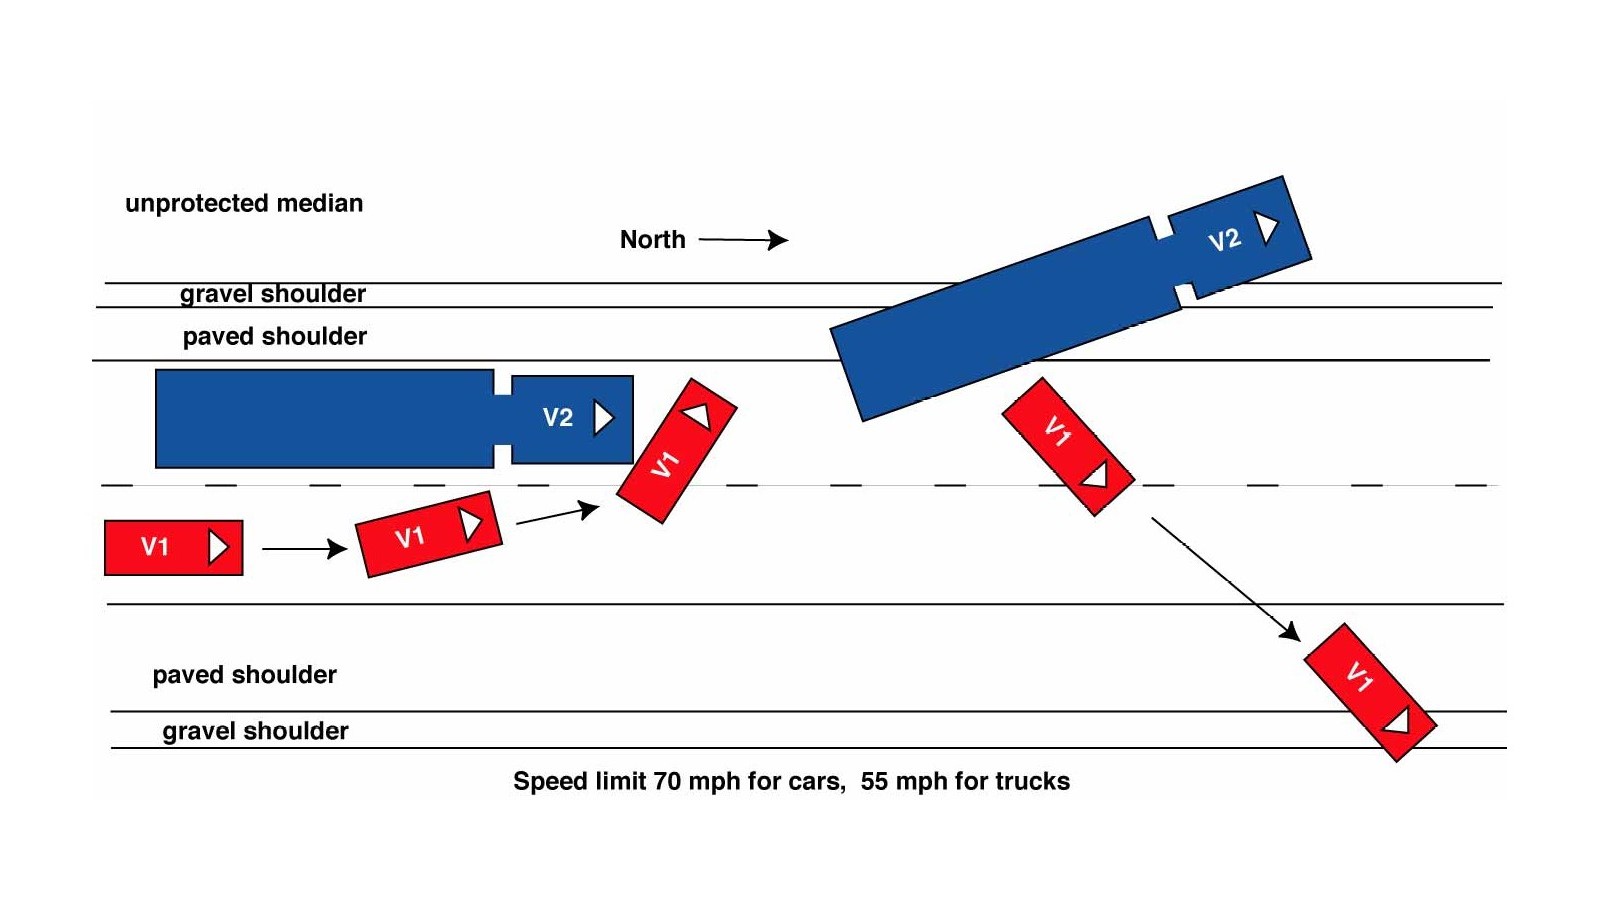 unprotected median
North
gravel shoulder
paved shoulder
V2
V2
V1
V1
V1
V1
V1
paved shoulder
gravel shoulder
Speed limit 70 mph for cars, 55 mph for trucks